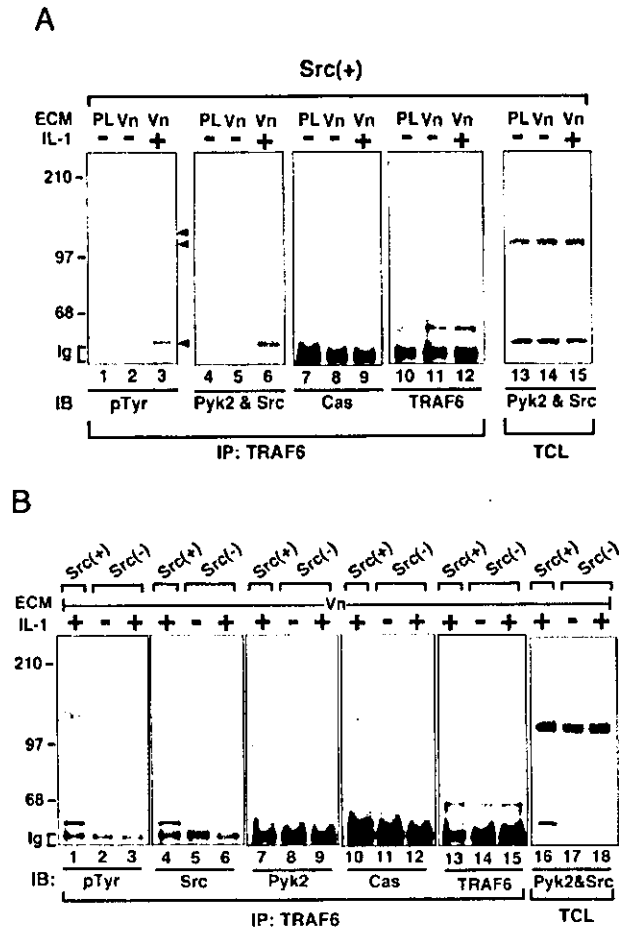 A
Src(+)
ECM PL Vn Vn PL Vn Vn PL Vn Vn PL Vn Vn PL Vn Vn
IL-1 - - + - - + - - + - - + - - +
210
97
68
Ig
1 2 3 4 5 6 7 8 9 10 11 12 13 14 15
IB pTyr Pyk2 & Src Cas TRAF6 Pyk2 & Src
IP: TRAF6 TCL
B
Src(+) Src(-) Src(+) Src(-) Src(+) Src(-) Src(+) Src(-) Src(+) Src(-) Src(+) Src(-)
ECM Vn
IL-1 + - + + - + + - + + - + + - + + - +
210
97
68
Ig
1 2 3 4 5 6 7 8 9 10 11 12 13 14 15 16 17 18
IB: pTyr Src Pyk2 Cas TRAF6 Pyk2&Src
IP: TRAF6 TCL